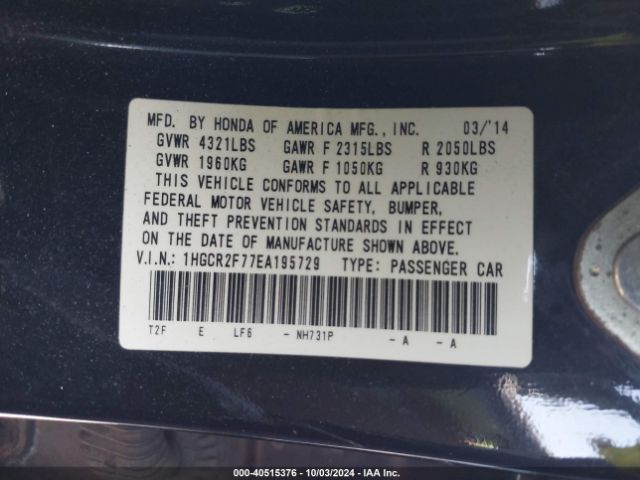 MFD. BY HONDA OF AMERICA MFG., INC. 03/'14
GVWR 4321LBS GAWR F 2315LBS R 2050LBS
GVWR 1960KG GAWR F 1050KG R 930KG
THIS VEHICLE CONFORMS TO ALL APPLICABLE
FEDERAL MOTOR VEHICLE SAFETY, BUMPER,
AND THEFT PREVENTION STANDARDS IN EFFECT
ON THE DATE OF MANUFACTURE SHOWN ABOVE.
V.I.N.: 1HGCR2F77EA195729 TYPE: PASSENGER CAR
T2F E LF6 - NH731P - A - A
000-40515376 - 10/03/2024 - IAA Inc.